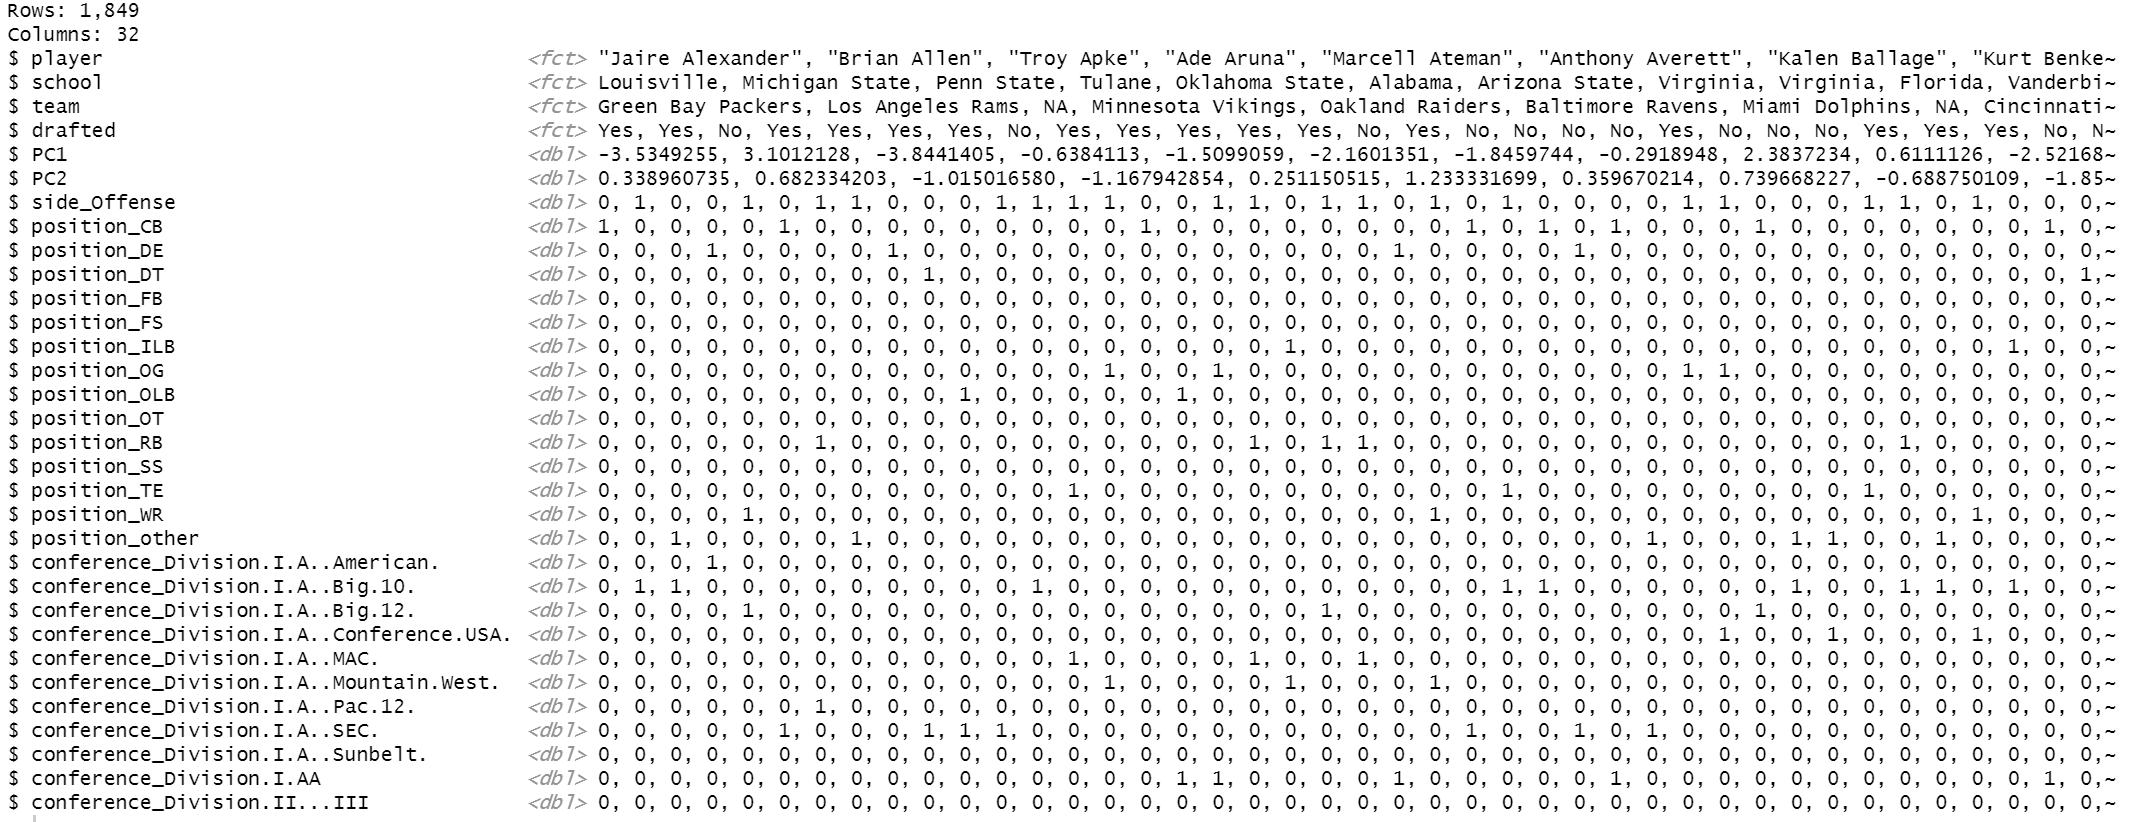 Rows: 1,849
Columns: 32
$ player <fct> "Jaire Alexander", "Brian Allen", "Troy Apke", "Ade Aruna", "Marcell Ateman", "Anthony Averett", "Kalen Ballage", "Kurt Benke~
$ school <fct> Louisville, Michigan State, Penn State, Tulane, Oklahoma State, Alabama, Arizona State, Virginia, Virginia, Florida, Vanderbi~
$ team <fct> Green Bay Packers, Los Angeles Rams, NA, Minnesota Vikings, Oakland Raiders, Baltimore Ravens, Miami Dolphins, NA, Cincinnati~
$ drafted <fct> Yes, Yes, No, Yes, Yes, Yes, Yes, No, Yes, Yes, Yes, Yes, Yes, No, Yes, No, No, No, No, Yes, No, No, No, Yes, Yes, Yes, No, N~
$ PC1 <dbl> -3.5349255, 3.1012128, -3.8441405, -0.6384113, -1.5099059, -2.1601351, -1.8459744, -0.2918948, 2.3837234, 0.6111126, -2.52168~
$ PC2 <dbl> 0.338960735, 0.682334203, -1.015016580, -1.167942854, 0.251150515, 1.233331699, 0.359670214, 0.739668227, -0.688750109, -1.85~
$ side_Offense <dbl> 0, 1, 0, 0, 1, 0, 1, 1, 0, 0, 0, 1, 1, 1, 1, 0, 0, 1, 1, 0, 1, 1, 0, 1, 0, 1, 0, 0, 0, 0, 1, 1, 0, 0, 0, 1, 1, 0, 1, 0, 0, 0,~
$ position_CB <dbl> 1, 0, 0, 0, 0, 1, 0, 0, 0, 0, 0, 0, 0, 0, 0, 1, 0, 0, 0, 0, 0, 0, 0, 0, 1, 0, 1, 0, 1, 0, 0, 0, 1, 0, 0, 0, 0, 0, 0, 0, 1, 0,~
$ position_DE <dbl> 0, 0, 0, 1, 0, 0, 0, 0, 1, 0, 0, 0, 0, 0, 0, 0, 0, 0, 0, 0, 0, 0, 1, 0, 0, 0, 0, 1, 0, 0, 0, 0, 0, 0, 0, 0, 0, 0, 0, 0, 0, 0,~
$ position_DT <dbl> 0, 0, 0, 0, 0, 0, 0, 0, 0, 1, 0, 0, 0, 0, 0, 0, 0, 0, 0, 0, 0, 0, 0, 0, 0, 0, 0, 0, 0, 0, 0, 0, 0, 0, 0, 0, 0, 0, 0, 0, 0, 1,~
$ position_FB <dbl> 0, 0, 0, 0, 0, 0, 0, 0, 0, 0, 0, 0, 0, 0, 0, 0, 0, 0, 0, 0, 0, 0, 0, 0, 0, 0, 0, 0, 0, 0, 0, 0, 0, 0, 0, 0, 0, 0, 0, 0, 0, 0,~
$ position_FS <dbl> 0, 0, 0, 0, 0, 0, 0, 0, 0, 0, 0, 0, 0, 0, 0, 0, 0, 0, 0, 0, 0, 0, 0, 0, 0, 0, 0, 0, 0, 0, 0, 0, 0, 0, 0, 0, 0, 0, 0, 0, 0, 0,~
$ position_ILB <dbl> 0, 0, 0, 0, 0, 0, 0, 0, 0, 0, 0, 0, 0, 0, 0, 0, 0, 0, 0, 1, 0, 0, 0, 0, 0, 0, 0, 0, 0, 0, 0, 0, 0, 0, 0, 0, 0, 0, 0, 1, 0, 0,~
$ position_OG <dbl> 0, 0, 0, 0, 0, 0, 0, 0, 0, 0, 0, 0, 0, 0, 1, 0, 0, 1, 0, 0, 0, 0, 0, 0, 0, 0, 0, 0, 0, 0, 1, 1, 0, 0, 0, 0, 0, 0, 0, 0, 0, 0,~
$ position_OLB <dbl> 0, 0, 0, 0, 0, 0, 0, 0, 0, 0, 1, 0, 0, 0, 0, 0, 1, 0, 0, 0, 0, 0, 0, 0, 0, 0, 0, 0, 0, 0, 0, 0, 0, 0, 0, 0, 0, 0, 0, 0, 0, 0,~
$ position_OT <dbl> 0, 0, 0, 0, 0, 0, 0, 0, 0, 0, 0, 0, 0, 0, 0, 0, 0, 0, 0, 0, 0, 0, 0, 0, 0, 0, 0, 0, 0, 0, 0, 0, 0, 0, 0, 0, 0, 0, 0, 0, 0, 0,~
$ position_RB <dbl> 0, 0, 0, 0, 0, 0, 1, 0, 0, 0, 0, 0, 0, 0, 0, 0, 0, 0, 1, 0, 1, 1, 0, 0, 0, 0, 0, 0, 0, 0, 0, 0, 0, 0, 0, 0, 1, 0, 0, 0, 0, 0,~
$ position_SS <dbl> 0, 0, 0, 0, 0, 0, 0, 0, 0, 0, 0, 0, 0, 0, 0, 0, 0, 0, 0, 0, 0, 0, 0, 0, 0, 0, 0, 0, 0, 0, 0, 0, 0, 0, 0, 0, 0, 0, 0, 0, 0, 0,~
$ position_TE <dbl> 0, 0, 0, 0, 0, 0, 0, 0, 0, 0, 0, 0, 0, 1, 0, 0, 0, 0, 0, 0, 0, 0, 0, 0, 0, 1, 0, 0, 0, 0, 0, 0, 0, 0, 0, 1, 0, 0, 0, 0, 0, 0,~
$ position_WR <dbl> 0, 0, 0, 0, 1, 0, 0, 0, 0, 0, 0, 0, 0, 0, 0, 0, 0, 0, 0, 0, 0, 0, 0, 1, 0, 0, 0, 0, 0, 0, 0, 0, 0, 0, 0, 0, 0, 0, 1, 0, 0, 0,~
$ position_other <dbl> 0, 0, 1, 0, 0, 0, 0, 1, 0, 0, 0, 0, 0, 0, 0, 0, 0, 0, 0, 0, 0, 0, 0, 0, 0, 0, 0, 0, 0, 1, 0, 0, 0, 1, 1, 0, 0, 1, 0, 0, 0, 0,~
$ conference_Division.I.A..American. <dbl> 0, 0, 0, 1, 0, 0, 0, 0, 0, 0, 0, 0, 0, 0, 0, 0, 0, 0, 0, 0, 0, 0, 0, 0, 0, 0, 0, 0, 0, 0, 0, 0, 0, 0, 0, 0, 0, 0, 0, 0, 0, 0,~
$ conference_Division.I.A..Big.10. <dbl> 0, 1, 1, 0, 0, 0, 0, 0, 0, 0, 0, 0, 1, 0, 0, 0, 0, 0, 0, 0, 0, 0, 0, 0, 0, 1, 1, 0, 0, 0, 0, 0, 0, 1, 0, 0, 1, 1, 0, 1, 0, 0,~
$ conference_Division.I.A..Big.12. <dbl> 0, 0, 0, 0, 1, 0, 0, 0, 0, 0, 0, 0, 0, 0, 0, 0, 0, 0, 0, 0, 1, 0, 0, 0, 0, 0, 0, 0, 0, 0, 0, 0, 1, 0, 0, 0, 0, 0, 0, 0, 0, 0,~
$ conference_Division.I.A..Conference.USA. <dbl> 0, 0, 0, 0, 0, 0, 0, 0, 0, 0, 0, 0, 0, 0, 0, 0, 0, 0, 0, 0, 0, 0, 0, 0, 0, 0, 0, 0, 0, 0, 0, 1, 0, 0, 1, 0, 0, 0, 1, 0, 0, 0,~
$ conference_Division.I.A..MAC. <dbl> 0, 0, 0, 0, 0, 0, 0, 0, 0, 0, 0, 0, 0, 1, 0, 0, 0, 0, 1, 0, 0, 1, 0, 0, 0, 0, 0, 0, 0, 0, 0, 0, 0, 0, 0, 0, 0, 0, 0, 0, 0, 0,~
$ conference_Division.I.A..Mountain.West. <dbl> 0, 0, 0, 0, 0, 0, 0, 0, 0, 0, 0, 0, 0, 0, 1, 0, 0, 0, 0, 1, 0, 0, 0, 1, 0, 0, 0, 0, 0, 0, 0, 0, 0, 0, 0, 0, 0, 0, 0, 0, 0, 0,~
$ conference_Division.I.A..Pac.12. <dbl> 0, 0, 0, 0, 0, 0, 1, 0, 0, 0, 0, 0, 0, 0, 0, 0, 0, 0, 0, 0, 0, 0, 0, 0, 0, 0, 0, 0, 0, 0, 0, 0, 0, 0, 0, 0, 0, 0, 0, 0, 0, 0,~
$ conference_Division.I.A..SEC. <dbl> 0, 0, 0, 0, 0, 1, 0, 0, 0, 1, 1, 1, 0, 0, 0, 0, 0, 0, 0, 0, 0, 0, 0, 0, 1, 0, 0, 1, 0, 1, 0, 0, 0, 0, 0, 0, 0, 0, 0, 0, 0, 0,~
$ conference_Division.I.A..Sunbelt. <dbl> 0, 0, 0, 0, 0, 0, 0, 0, 0, 0, 0, 0, 0, 0, 0, 0, 0, 0, 0, 0, 0, 0, 0, 0, 0, 0, 0, 0, 0, 0, 0, 0, 0, 0, 0, 0, 0, 0, 0, 0, 0, 0,~
$ conference_Division.I.AA <dbl> 0, 0, 0, 0, 0, 0, 0, 0, 0, 0, 0, 0, 0, 0, 0, 0, 1, 1, 0, 0, 0, 0, 1, 0, 0, 0, 0, 0, 1, 0, 0, 0, 0, 0, 0, 0, 0, 0, 0, 0, 1, 0,~
$ conference_Division.II...III <dbl> 0, 0, 0, 0, 0, 0, 0, 0, 0, 0, 0, 0, 0, 0, 0, 0, 0, 0, 0, 0, 0, 0, 0, 0, 0, 0, 0, 0, 0, 0, 0, 0, 0, 0, 0, 0, 0, 0, 0, 0, 0, 0,~